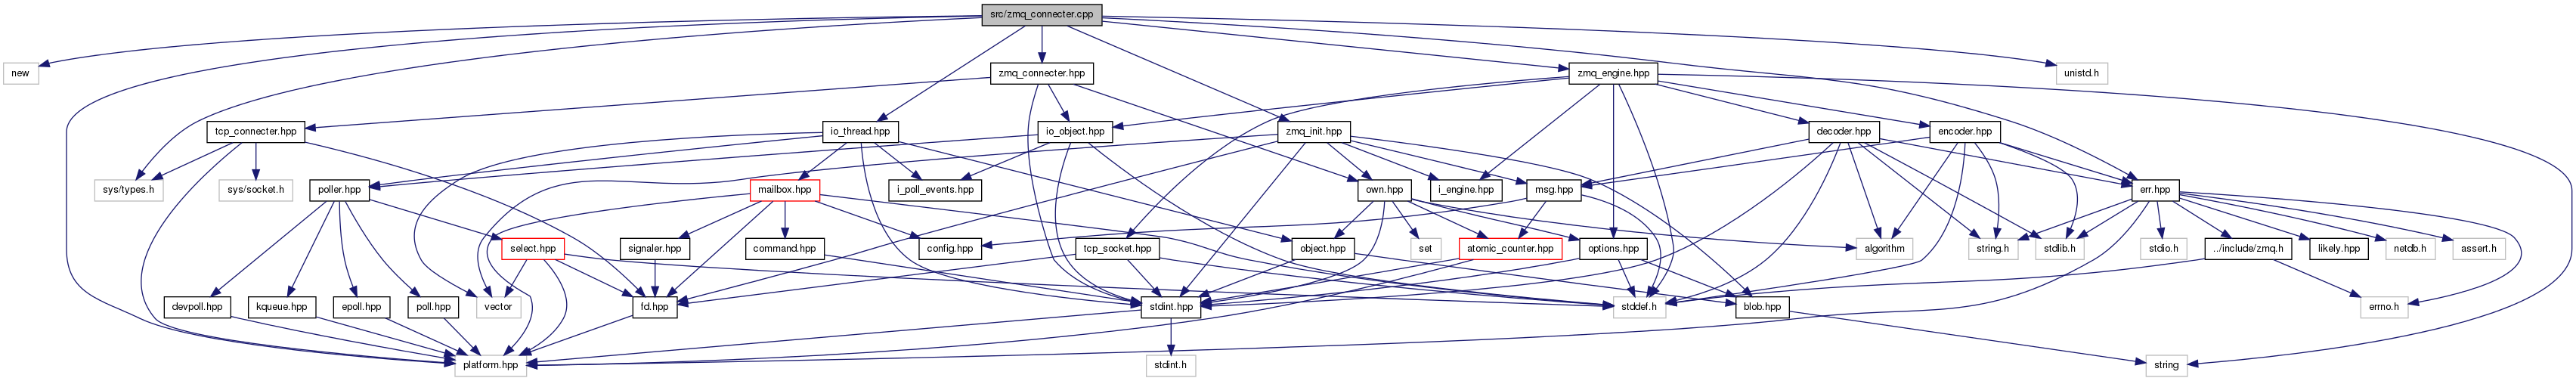 src/zmq_connecter.cpp
new
zmq_connecter.hpp
zmq_engine.hpp
unistd.h
tcp_connecter.hpp
io_thread.hpp
io_object.hpp
zmq_init.hpp
decoder.hpp
encoder.hpp
sys/types.h
sys/socket.h
poller.hpp
mailbox.hpp
i_poll_events.hpp
own.hpp
i_engine.hpp
msg.hpp
err.hpp
select.hpp
signaler.hpp
command.hpp
config.hpp
tcp_socket.hpp
object.hpp
set
atomic_counter.hpp
options.hpp
algorithm
string.h
stdlib.h
stdio.h
../include/zmq.h
likely.hpp
netdb.h
assert.h
devpoll.hpp
kqueue.hpp
epoll.hpp
poll.hpp
vector
fd.hpp
stdint.hpp
stddef.h
blob.hpp
errno.h
platform.hpp
stdint.h
string